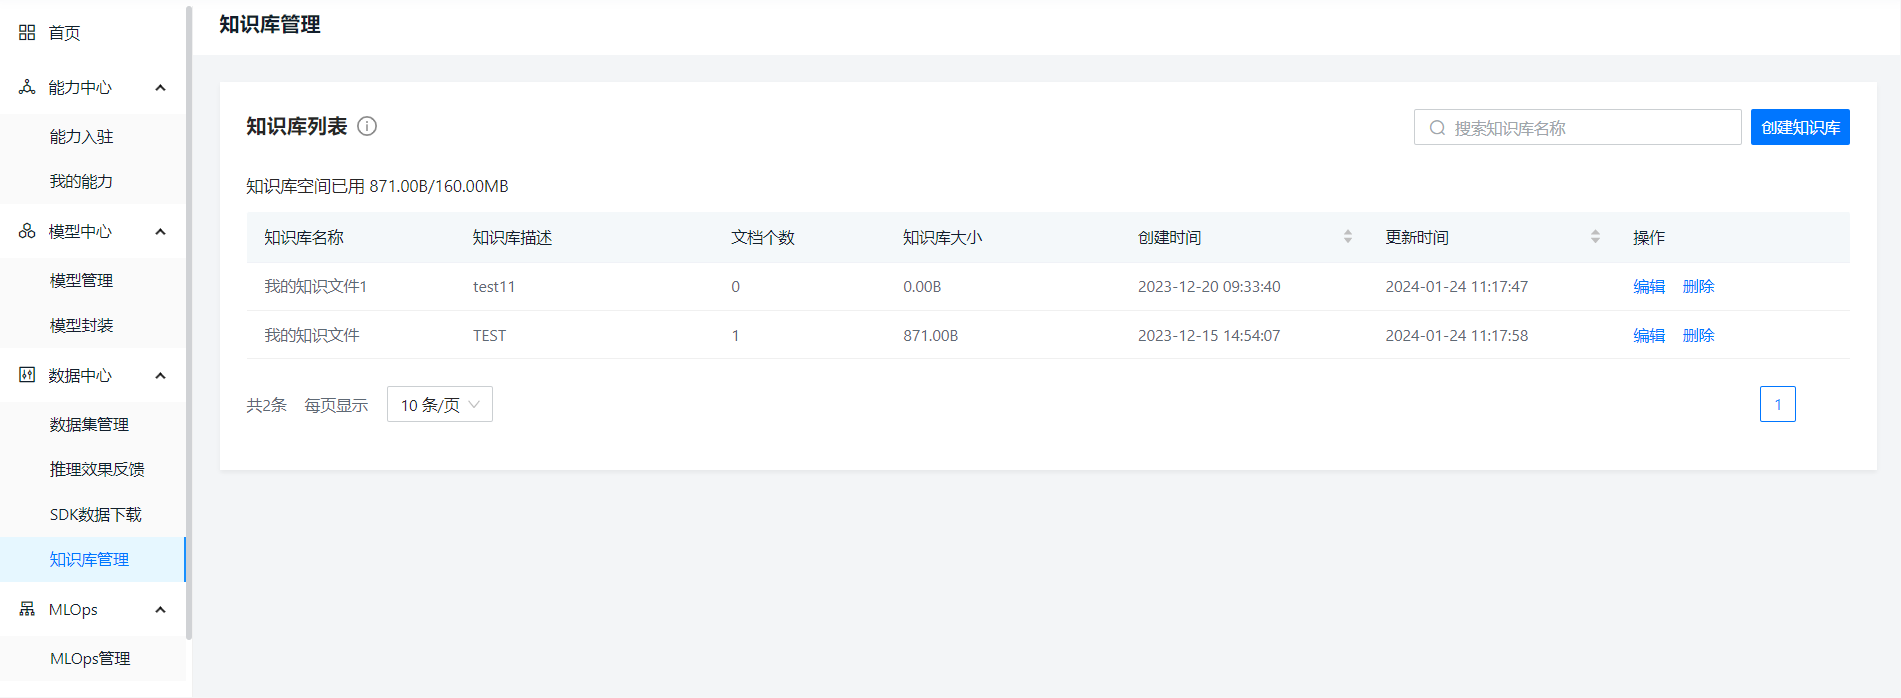 首页
能力中心
能力入驻
我的能力
模型中心
模型管理
模型封装
数据中心
数据集管理
推理效果反馈
SDK数据下载
知识库管理
MLOps
MLOps管理
知识库管理
知识库列表
搜索知识库名称
创建知识库
知识库空间已用 871.00B/160.00MB
知识库名称 知识库描述 文档个数 知识库大小 创建时间 更新时间 操作
我的知识文件1 test11 0 0.00B 2023-12-20 09:33:40 2024-01-24 11:17:47 编辑 删除
我的知识文件 TEST 1 871.00B 2023-12-15 14:54:07 2024-01-24 11:17:58 编辑 删除
共2条 每页显示 10 条/页 1